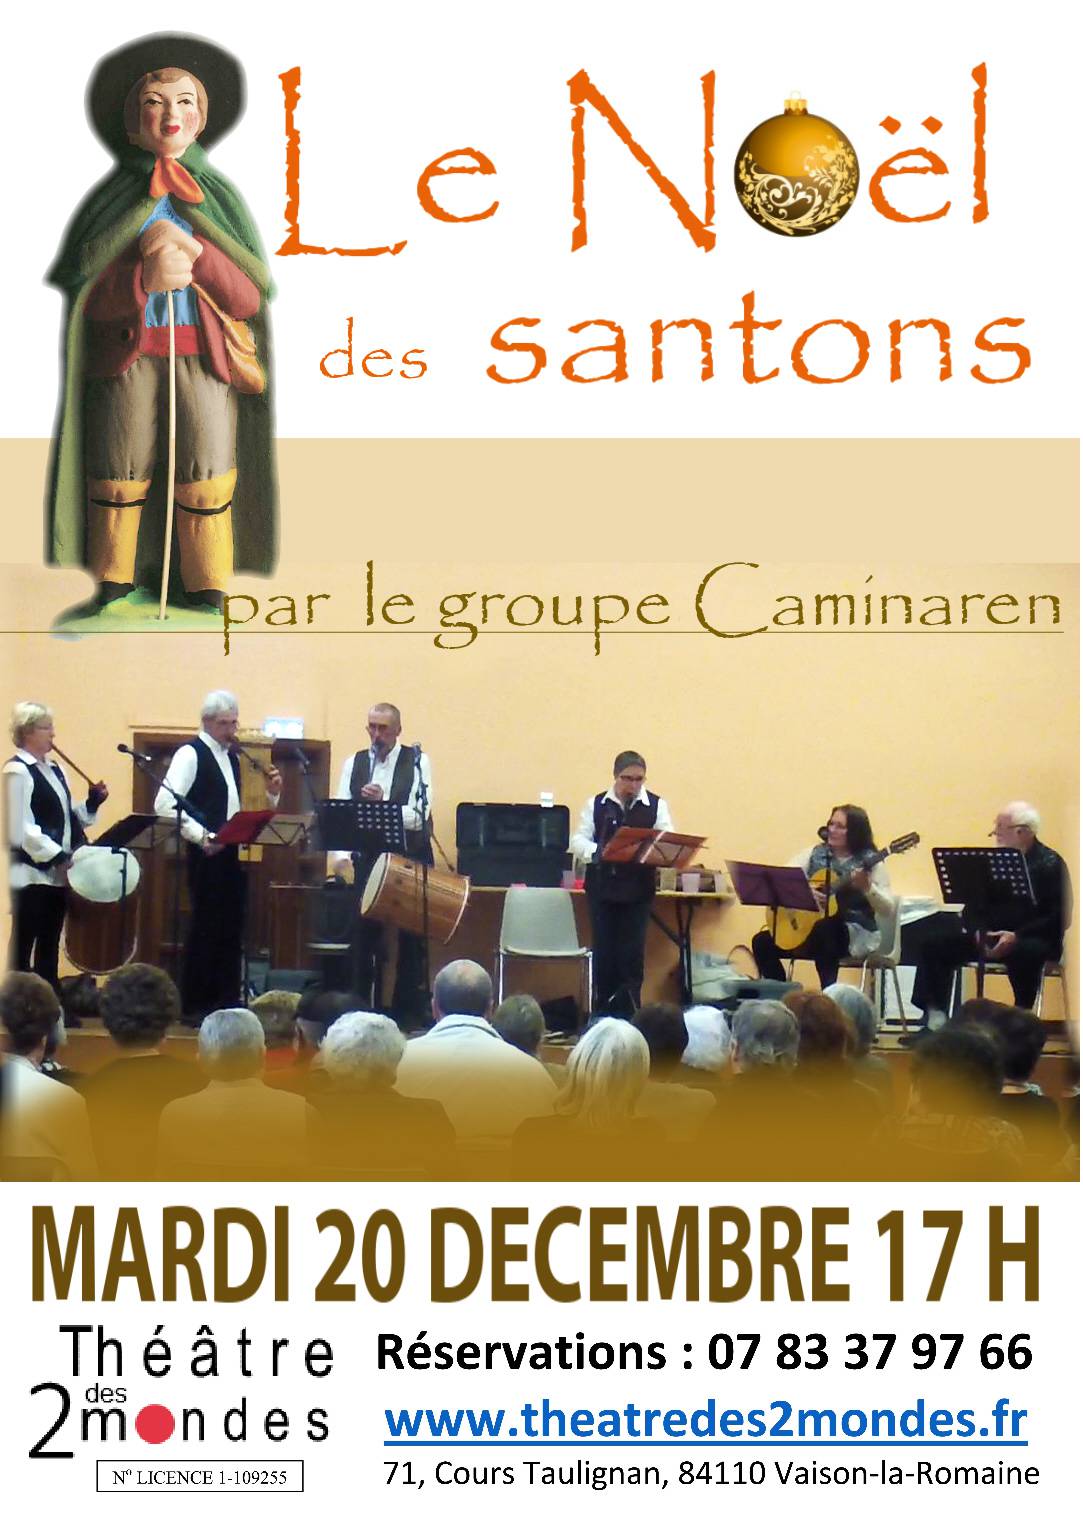 Le Noël
des santons
par le groupe Caminaren
MARDI 20 DECEMBRE 17 H
Théâtre
des
2mondes
N° LICENCE 1-109255
Réservations : 07 83 37 97 66
www.theatredes2mondes.fr
71, Cours Taulignan, 84110 Vaison-la-Romaine